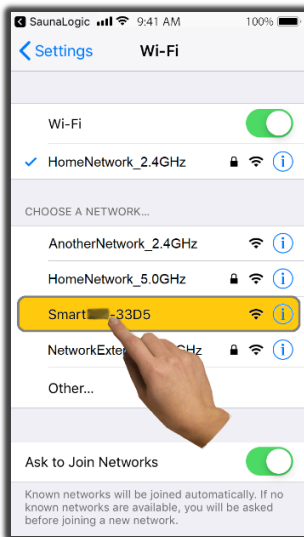 SaunaLogic 9:41 AM 100%
Settings Wi-Fi
Wi-Fi
HomeNetwork_2.4GHz
CHOOSE A NETWORK...
AnotherNetwork_2.4GHz
HomeNetwork_5.0GHz
Smart -33D5
GHz
Other...
Ask to Join Networks
Known networks will be joined automatically. If no
known networks are available, you will be asked
before joining a new network.